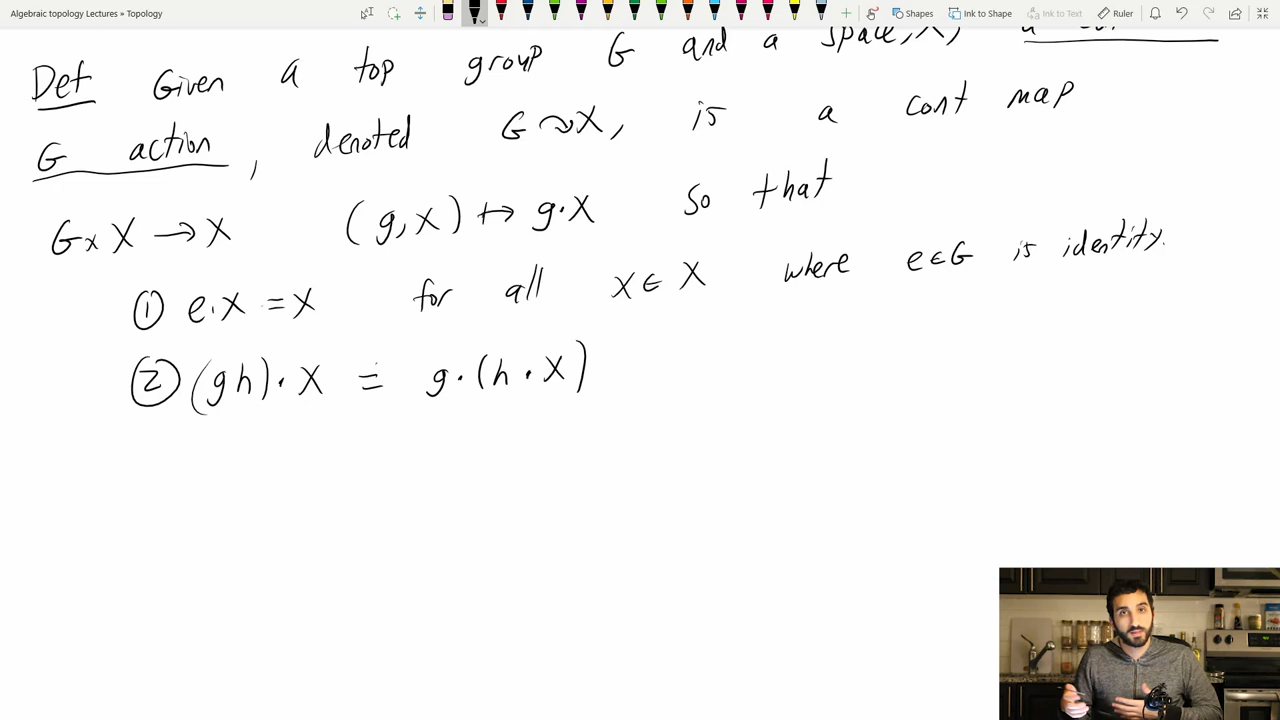 Algebraic topology Lectures » Topology
Shapes Ink to Shape Ink to Text Ruler
Def Given a top group G and a space, X,
G action, denoted G ↷ X, is a cont map
G × X → X (g, x) ↦ g·x so that
① e·x = x for all x ∈ X where e ∈ G is identity.
② (gh)·x = g·(h·x)